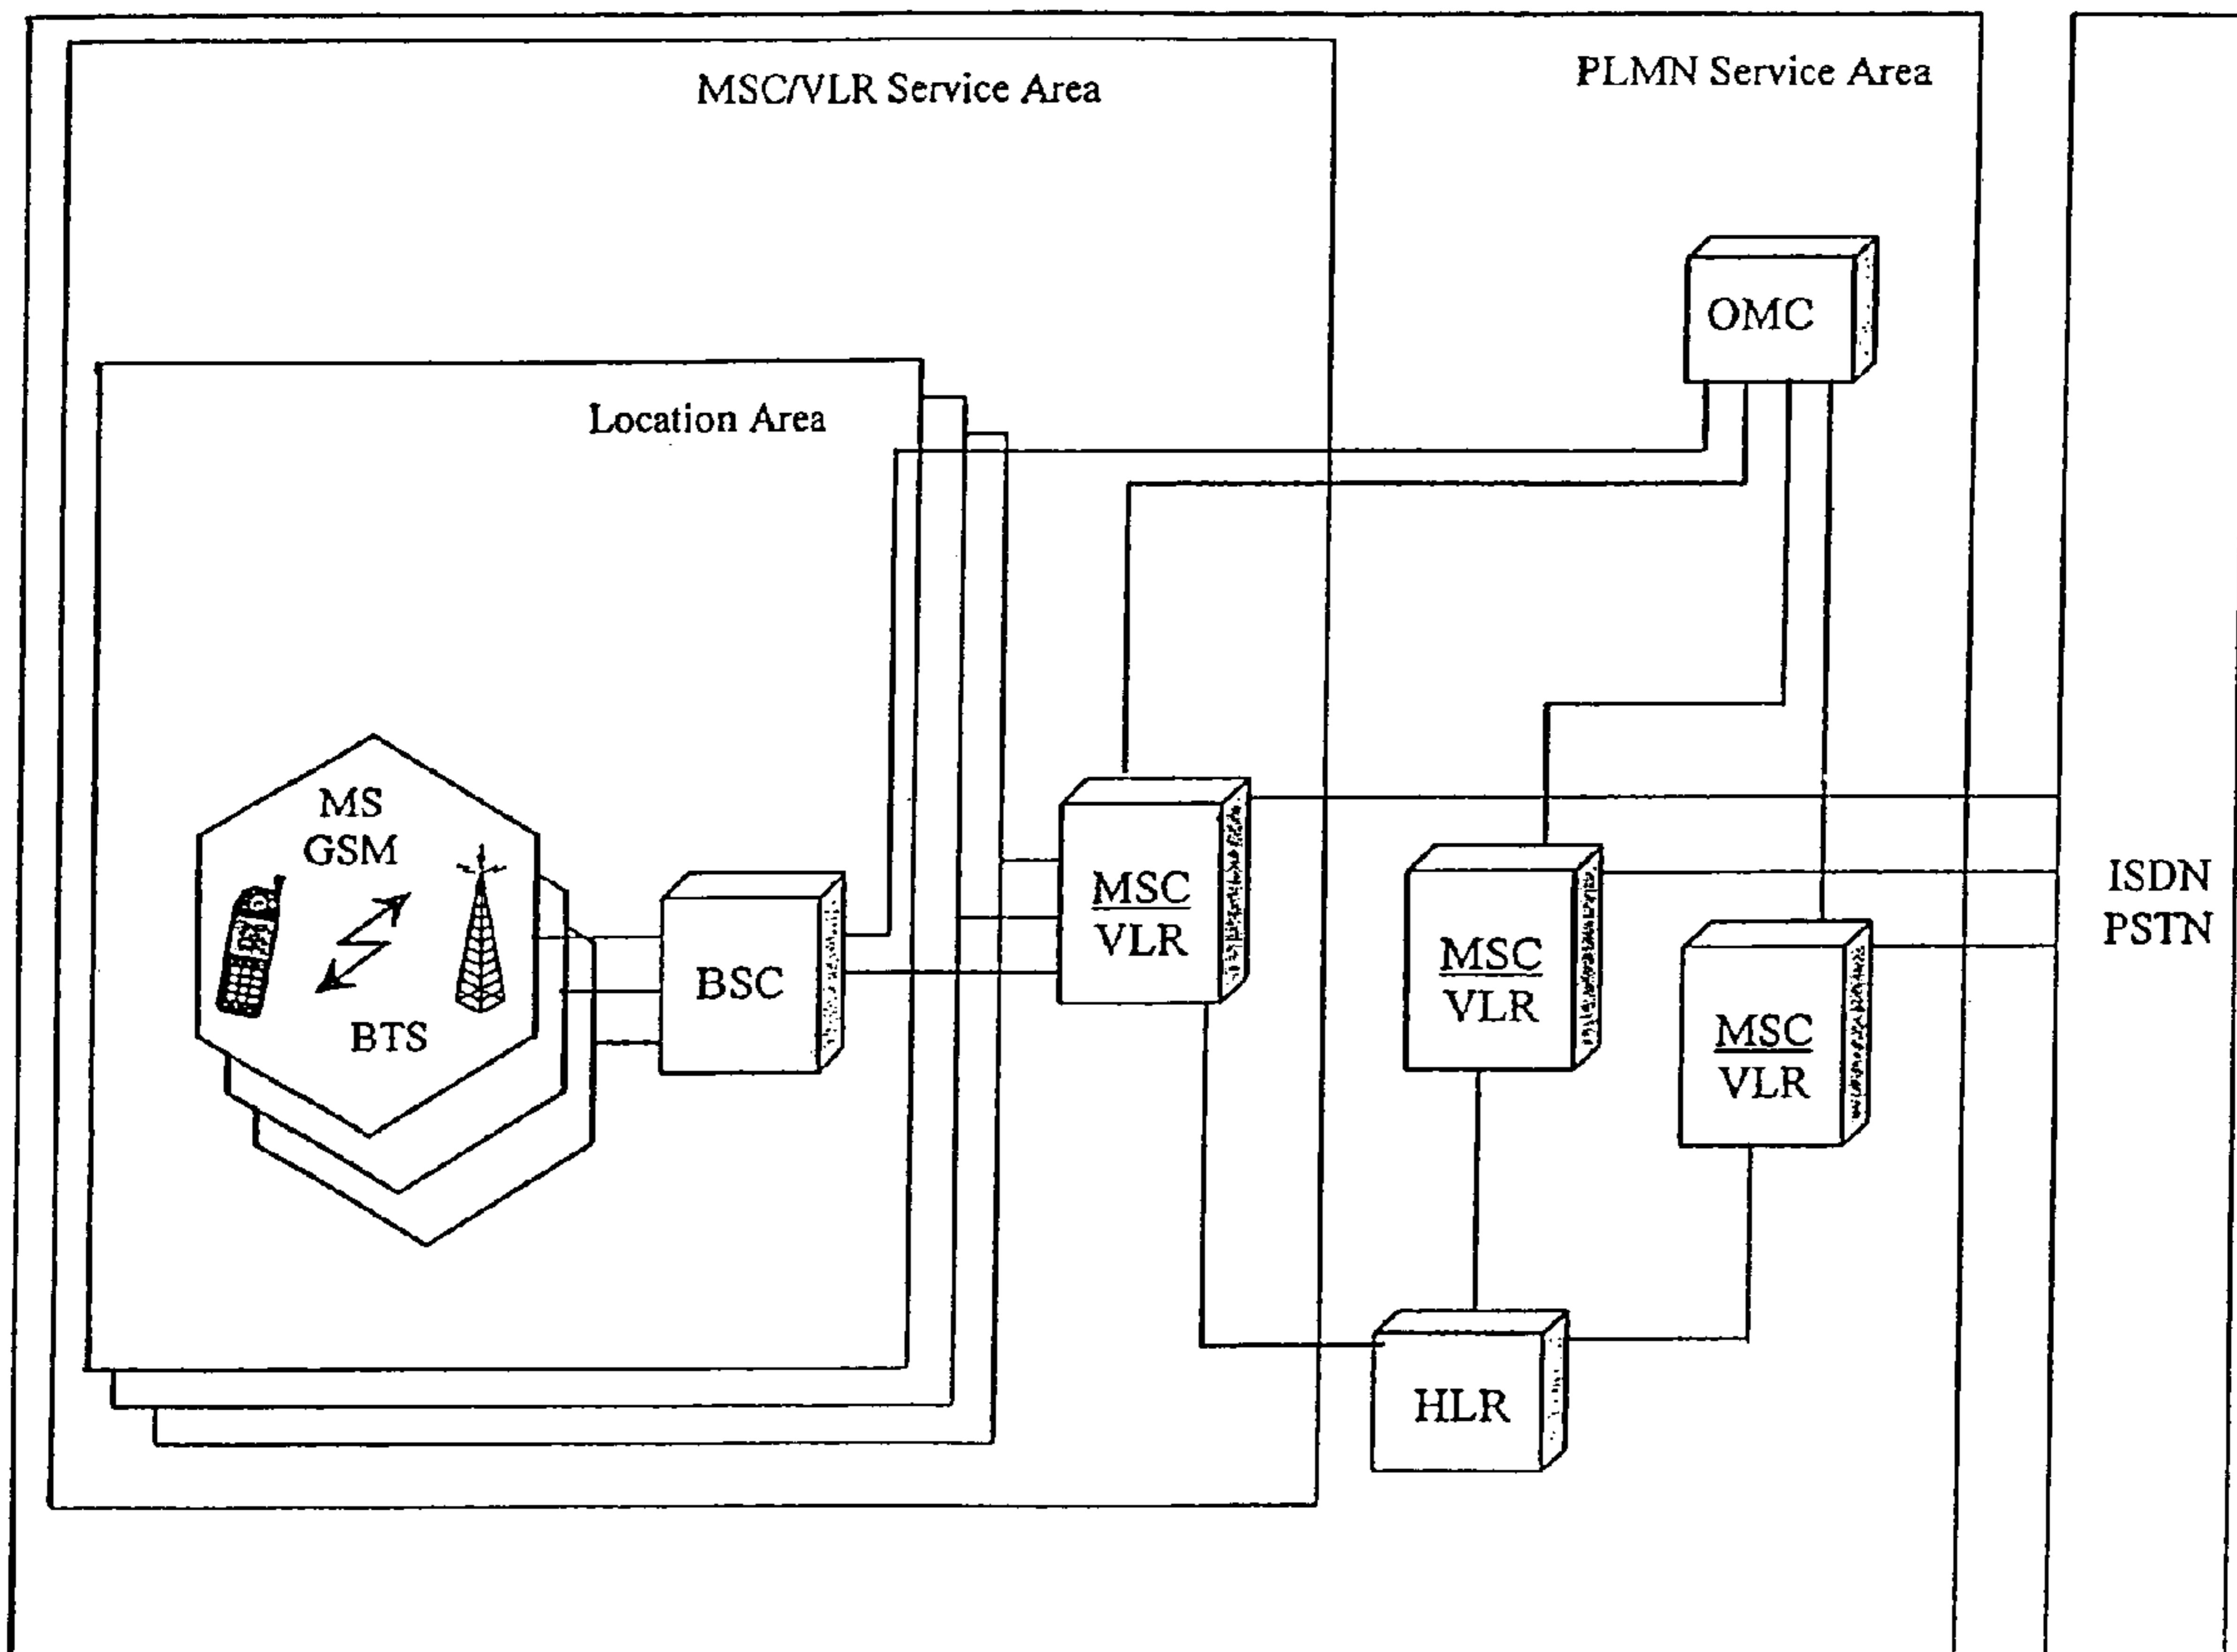 MSC/VLR Service Area
PLMN Service Area
OMC
Location Area
MS
GSM
BTS
BSC
MSC
VLR
MSC
VLR
MSC
VLR
HLR
ISDN
PSTN